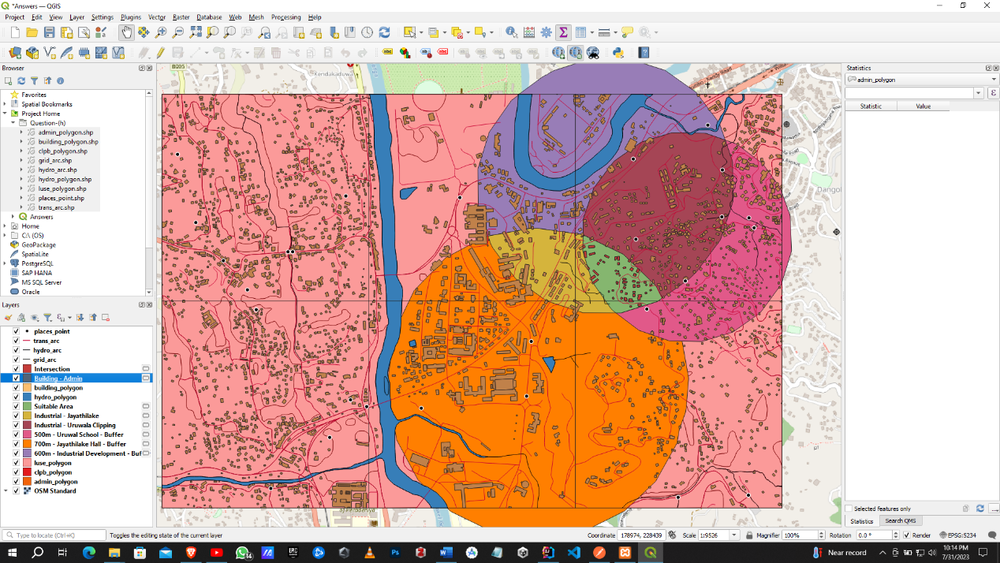 *Answers — QGIS
Project Edit View Layer Settings Plugins Vector Raster Database Web Mesh Processing Help
Browser
Favorites
Spatial Bookmarks
Project Home
Question-(h)
admin_polygon.shp
building_polygon.shp
clpb_polygon.shp
grid_arc.shp
hydro_arc.shp
hydro_polygon.shp
luse_polygon.shp
places_point.shp
trans_arc.shp
Answers
Home
C:\ (OS)
GeoPackage
SpatiaLite
PostgreSQL
SAP HANA
MS SQL Server
Oracle
Layers
places_point
trans_arc
hydro_arc
grid_arc
Intersection
Building - Admin
building_polygon
hydro_polygon
Suitable Area
Industrial - Jayathilake
Industrial - Uruwala Clipping
500m - Uruwal School - Buffer
700m - Jayathilake Hall - Buffer
600m - Industrial Development - Buf
luse_polygon
clpb_polygon
admin_polygon
OSM Standard
B005
Kendakaduwa
Kandy Road
Dangol
of Peradeniya
Statistics
admin_polygon
ε
Statistic Value
Selected features only
Statistics Search QMS
Type to locate (Ctrl+K)
Toggles the editing state of the current layer
Coordinate 178974, 228439
Scale 1:9526
Magnifier 100%
Rotation 0.0 °
Render
EPSG:5234
14
Near record
10:14 PM
7/31/2023